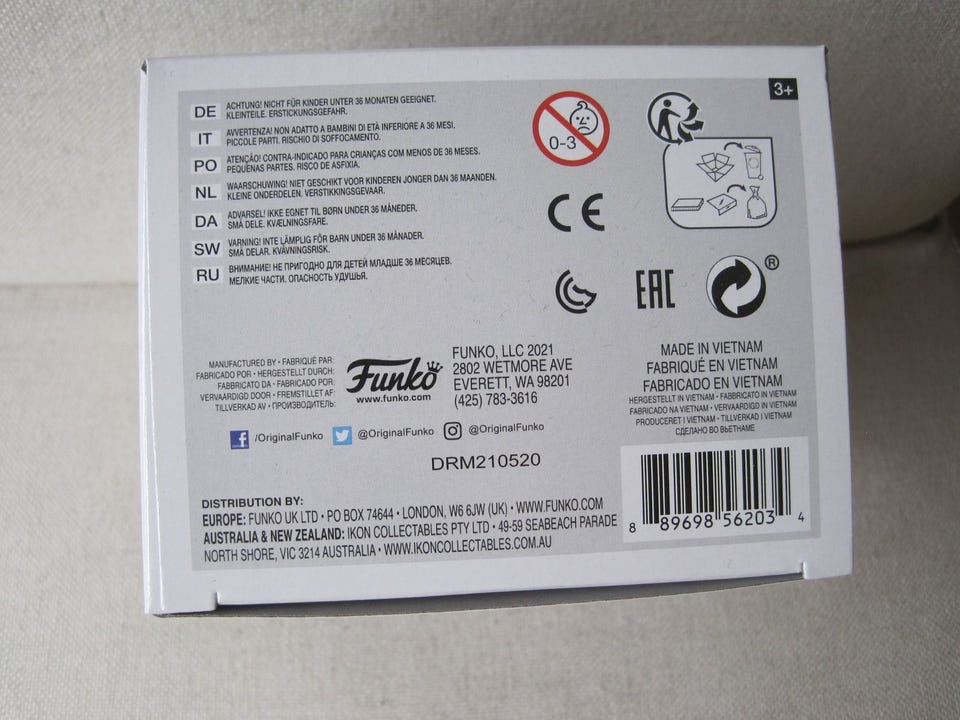 3+
DE ACHTUNG! NICHT FÜR KINDER UNTER 36 MONATEN GEEIGNET.
KLEINTEILE. ERSTICKUNGSGEFAHR.
IT AVVERTENZA! NON ADATTO A BAMBINI DI ETÀ INFERIORE A 36 MESI.
PICCOLE PARTI. RISCHIO DI SOFFOCAMENTO.
PO ATENÇÃO! CONTRA-INDICADO PARA CRIANÇAS COM MENOS DE 36 MESES.
PEQUENAS PARTES. RISCO DE ASFIXIA.
NL WAARSCHUWING! NIET GESCHIKT VOOR KINDEREN JONGER DAN 36 MAANDEN.
KLEINE ONDERDELEN. VERSTIKKINGSGEVAAR.
DA ADVARSEL! IKKE EGNET TIL BØRN UNDER 36 MÅNEDER.
SMÅ DELE. KVÆLNINGSFARE.
SW VARNING! INTE LÄMPLIG FÖR BARN UNDER 36 MÅNADER.
SMÅ DELAR. KVÄVNINGSRISK.
RU ВНИМАНИЕ! НЕ ПРИГОДНО ДЛЯ ДЕТЕЙ МЛАДШЕ 36 МЕСЯЦЕВ.
МЕЛКИЕ ЧАСТИ. ОПАСНОСТЬ УДУШЬЯ.
0-3
CE
EAC
®
MANUFACTURED BY • FABRIQUÉ PAR:
FABRICADO POR • HERGESTELLT DURCH:
FABBRICATO DA • FABRICADO POR:
VERVAARDIGD DOOR • FREMSTILLET AF:
TILLVERKAD AV • ПРОИЗВОДИТЕЛЬ:
Funko
www.funko.com
FUNKO, LLC 2021
2802 WETMORE AVE
EVERETT, WA 98201
(425) 783-3616
MADE IN VIETNAM
FABRIQUÉ EN VIETNAM
FABRICADO EN VIETNAM
HERGESTELLT IN VIETNAM • FABBRICATO IN VIETNAM
FABRICADO NA VIETNAM • VERVAARDIGD IN VIETNAM
PRODUCERET I VIETNAM • TILLVERKAD I VIETNAM
СДЕЛАНО ВО ВЬЕТНАМЕ
/OriginalFunko @OriginalFunko @OriginalFunko
DRM210520
DISTRIBUTION BY:
EUROPE: FUNKO UK LTD • PO BOX 74644 • LONDON, W6 6JW (UK) • WWW.FUNKO.COM
AUSTRALIA & NEW ZEALAND: IKON COLLECTABLES PTY LTD • 49-59 SEABEACH PARADE
NORTH SHORE, VIC 3214 AUSTRALIA • WWW.IKONCOLLECTABLES.COM.AU
8 89698 56203 4